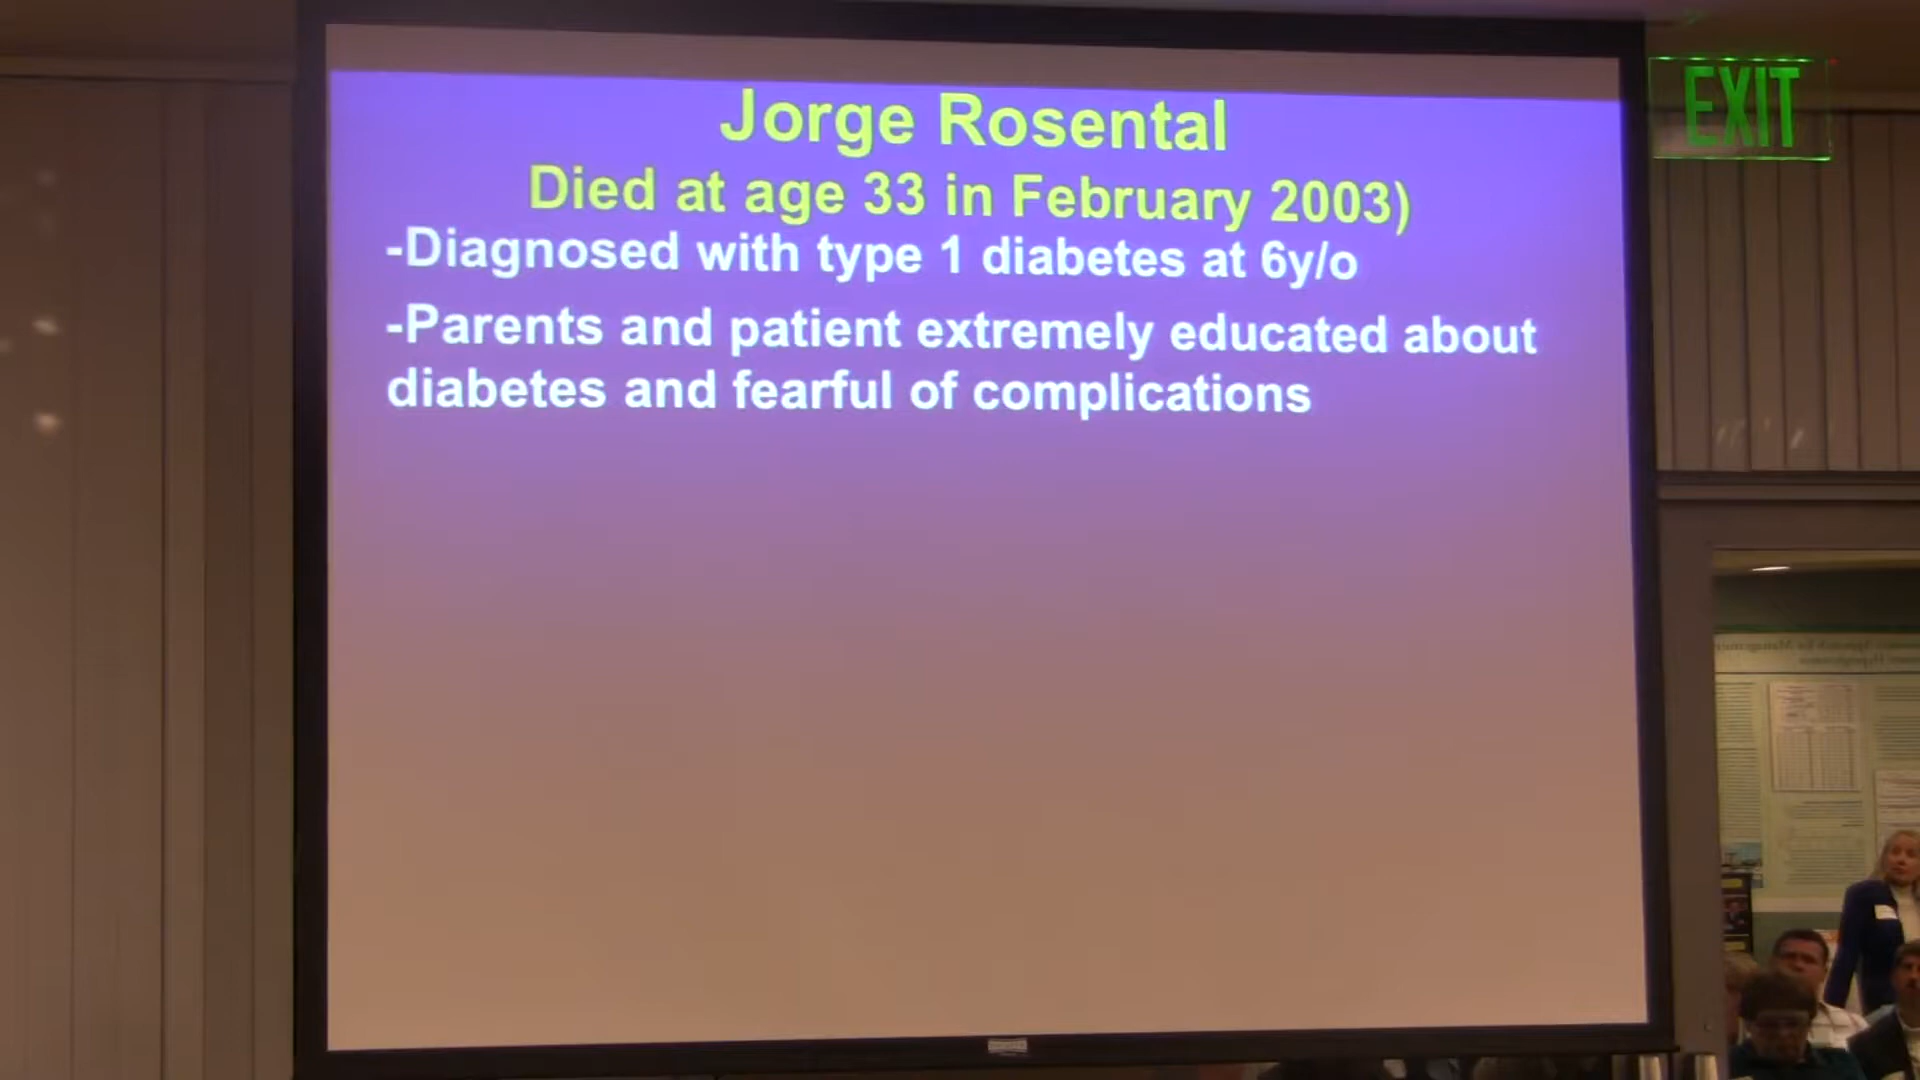 Jorge Rosental
Died at age 33 in February 2003)
-Diagnosed with type 1 diabetes at 6y/o
-Parents and patient extremely educated about
diabetes and fearful of complications
EXIT